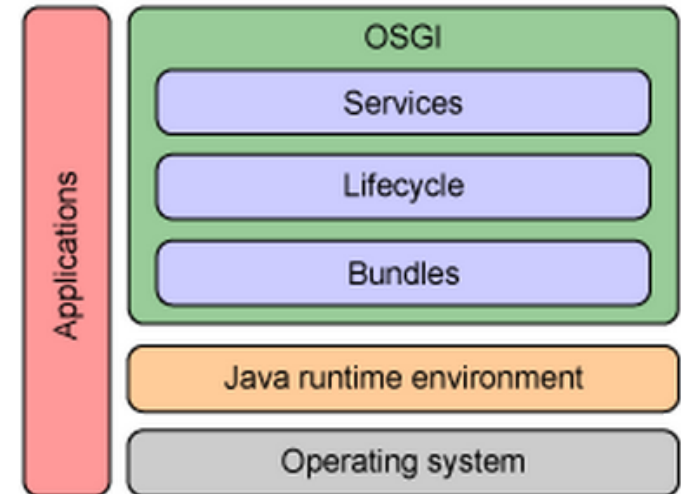 Applications
OSGI
Services
Lifecycle
Bundles
Java runtime environment
Operating system